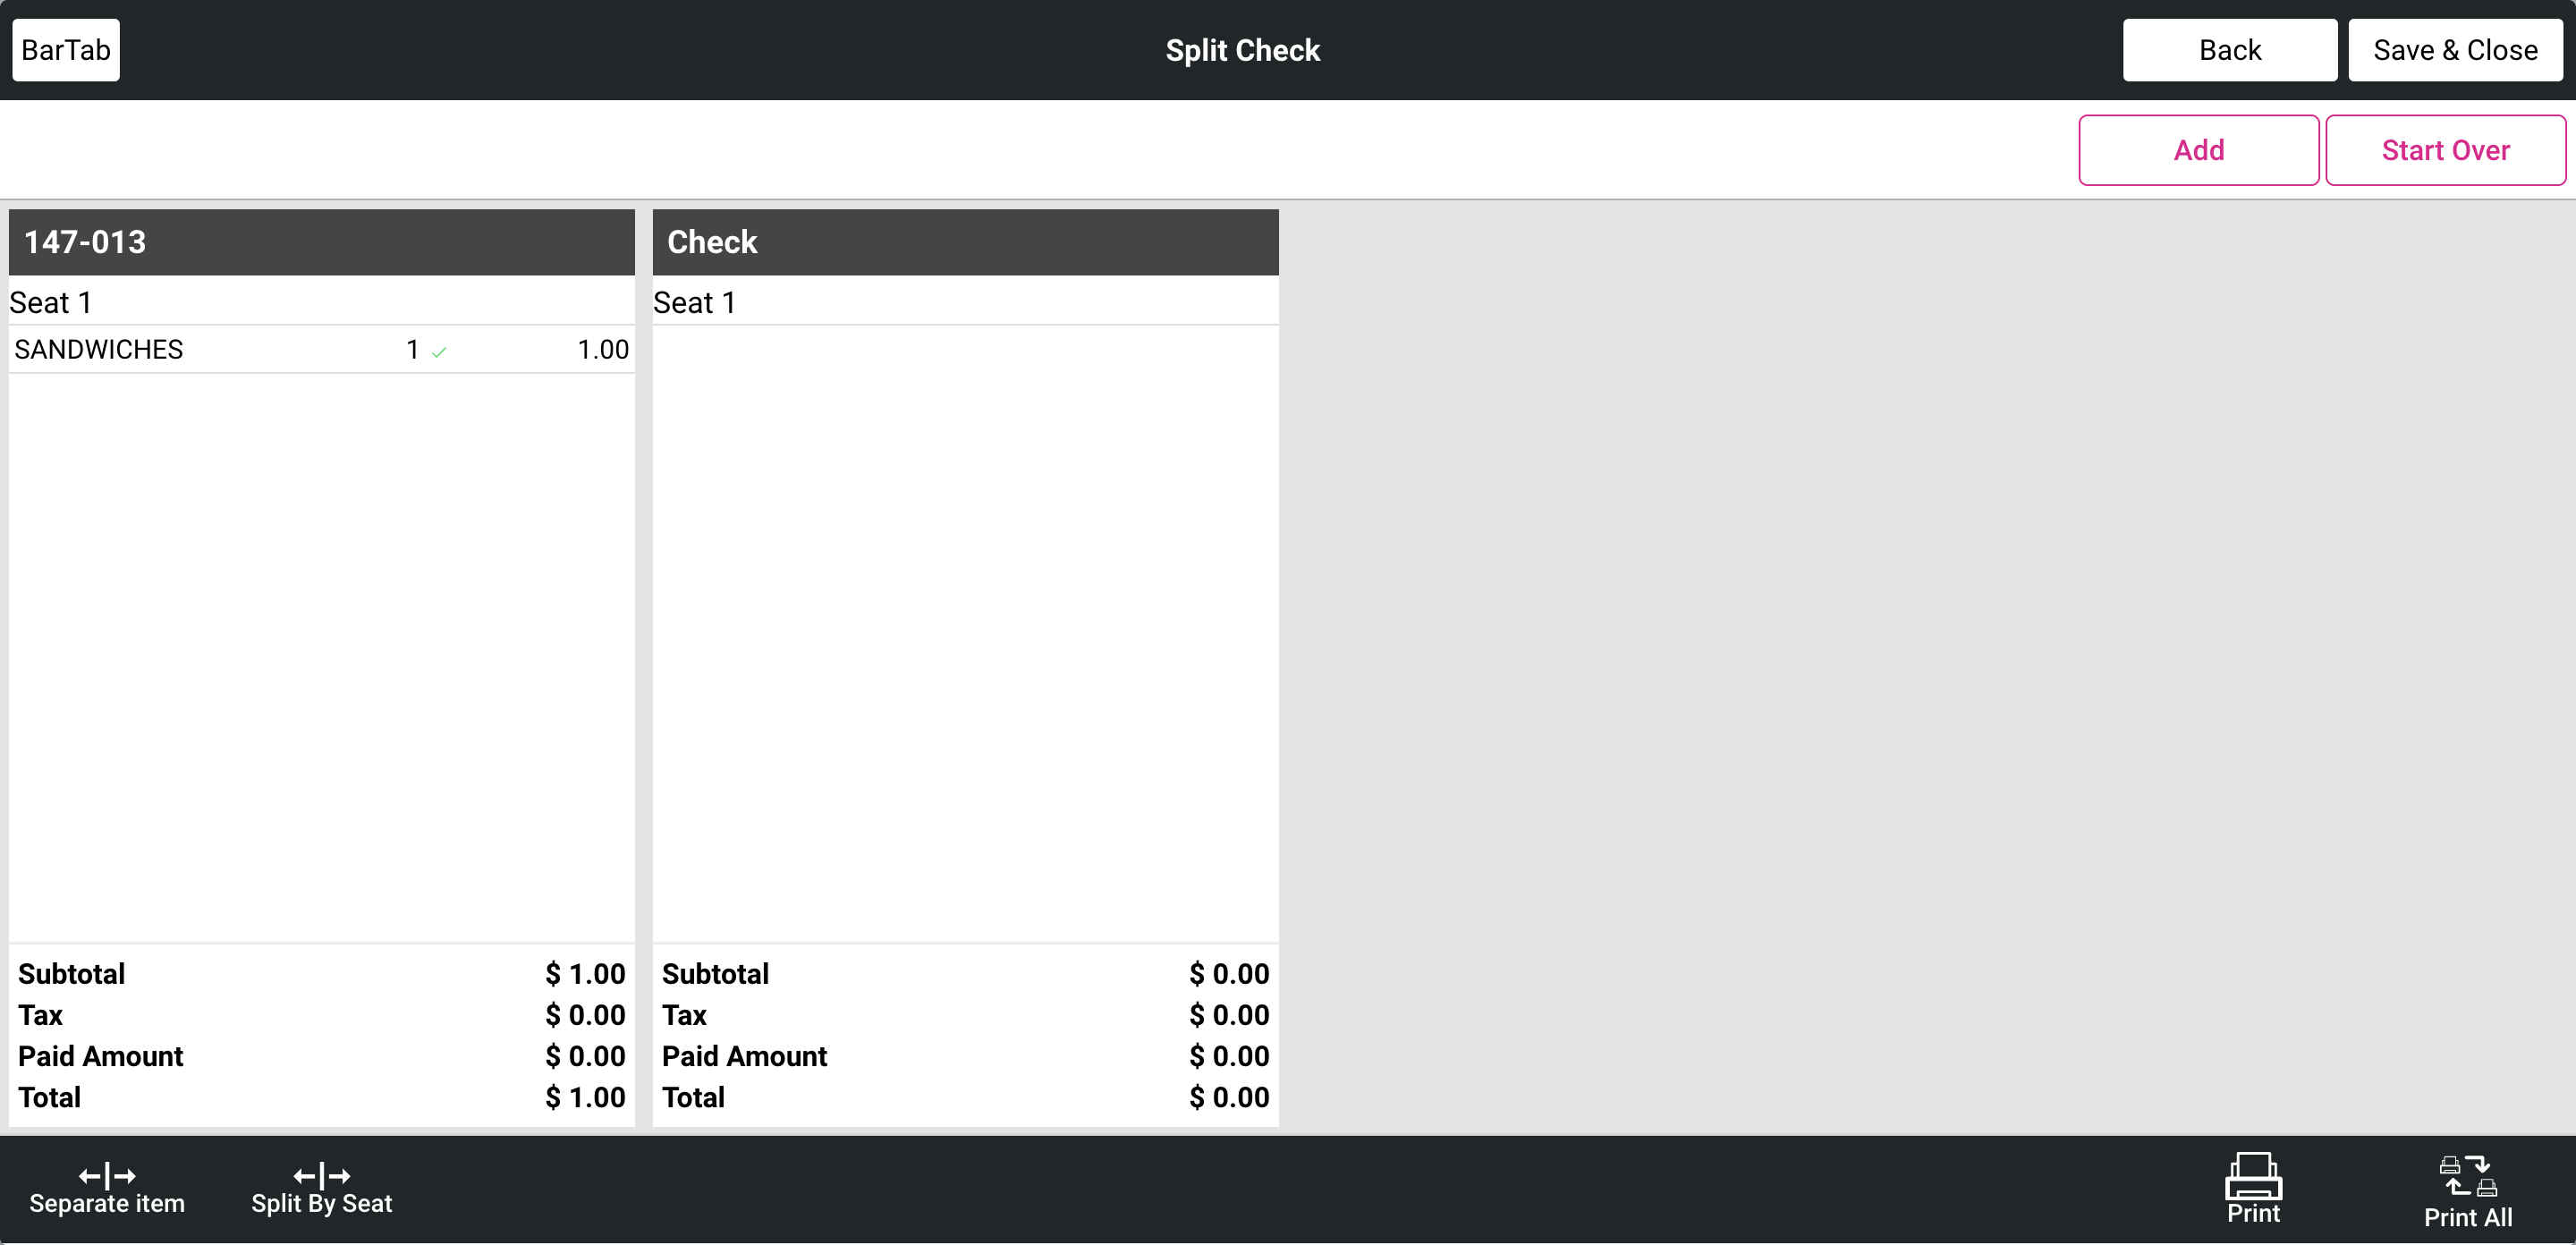 BarTab Split Check Back Save & Close
Add Start Over
147-013
Seat 1
SANDWICHES 1 1.00
Subtotal $ 1.00
Tax $ 0.00
Paid Amount $ 0.00
Total $ 1.00
Check
Seat 1
Subtotal $ 0.00
Tax $ 0.00
Paid Amount $ 0.00
Total $ 0.00
Separate item Split By Seat Print Print All